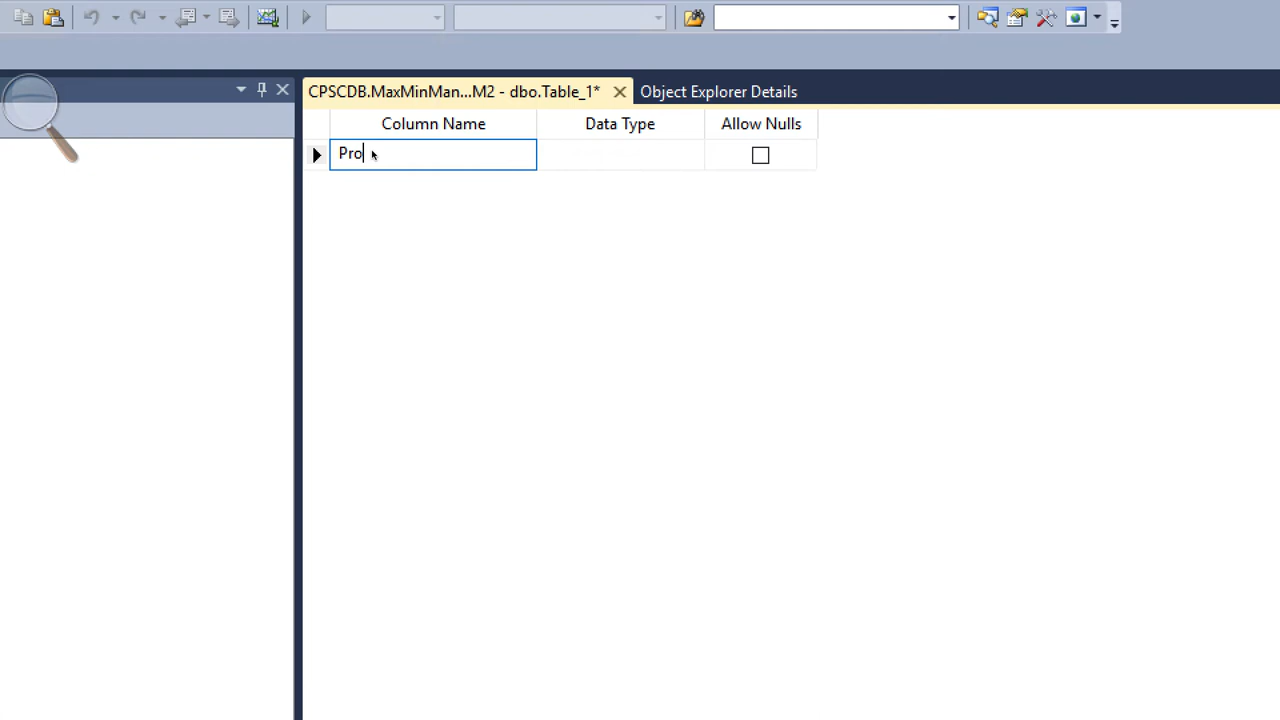 CPSCDB.MaxMinMan...M2 - dbo.Table_1*
Object Explorer Details
Column Name
Data Type
Allow Nulls
Pro